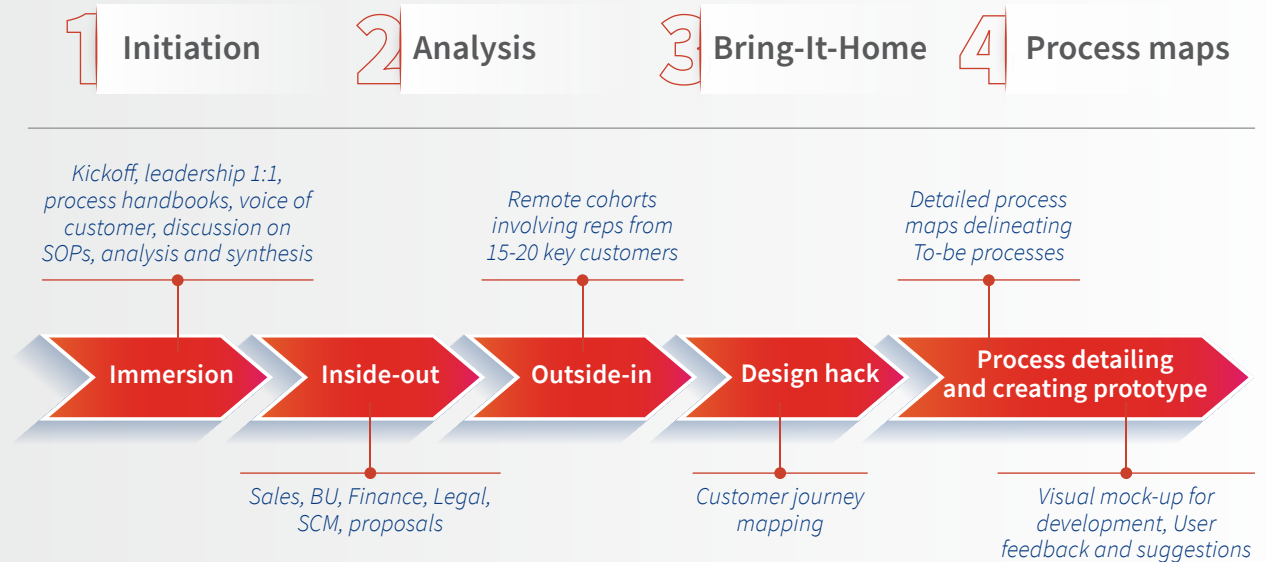 1 Initiation
2 Analysis
3 Bring-It-Home
4 Process maps
Kickoff, leadership 1:1,
process handbooks, voice of
customer, discussion on
SOPs, analysis and synthesis
Remote cohorts
involving reps from
15-20 key customers
Detailed process
maps delineating
To-be processes
Immersion
Inside-out
Outside-in
Design hack
Process detailing
and creating prototype
Sales, BU, Finance, Legal,
SCM, proposals
Customer journey
mapping
Visual mock-up for
development, User
feedback and suggestions